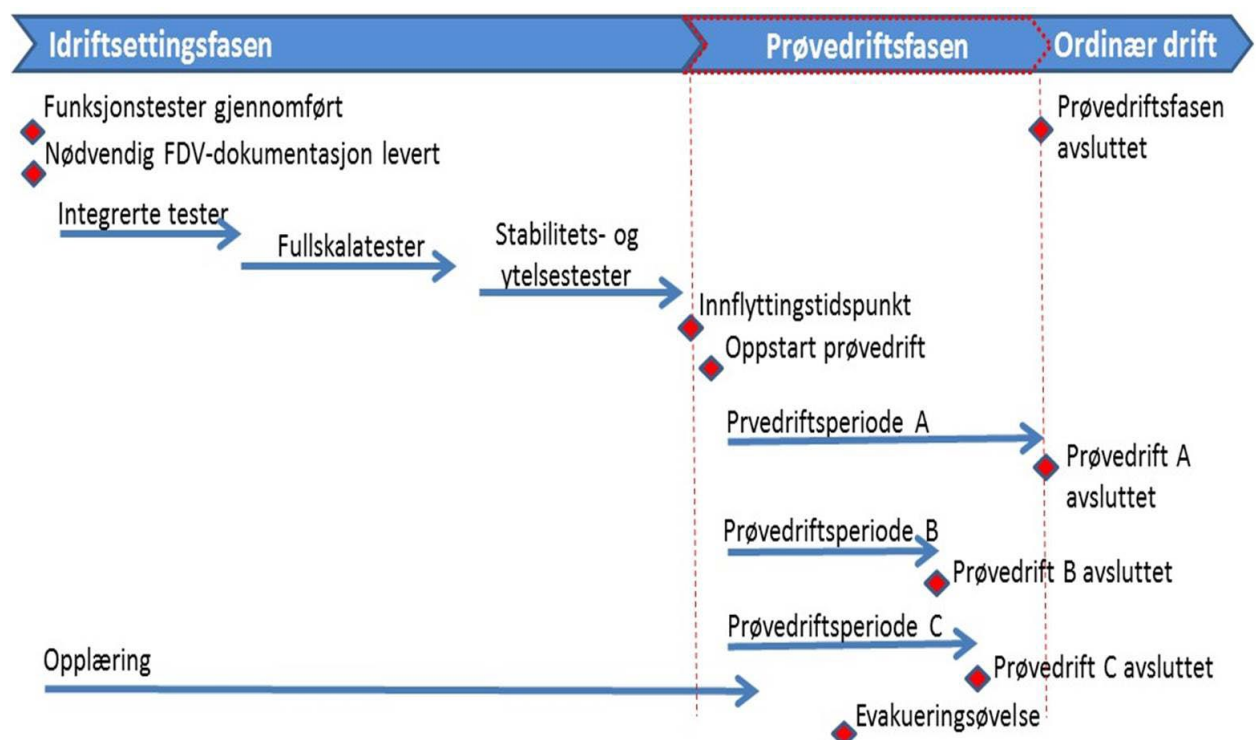 Idriftsettingsfasen
Prøvedriftsfasen
Ordinær drift
Funksjonstester gjennomført
Nødvendig FDV-dokumentasjon levert
Prøvedriftsfasen
avsluttet
Integrerte tester
Fullskalatester
Stabilitets- og
ytelsestester
Innflyttingstidspunkt
Oppstart prøvedrift
Prvedriftsperiode A
Prøvedrift A
avsluttet
Prøvedriftsperiode B
Prøvedrift B avsluttet
Prøvedriftsperiode C
Opplæring
Prøvedrift C avsluttet
Evakueringsøvelse